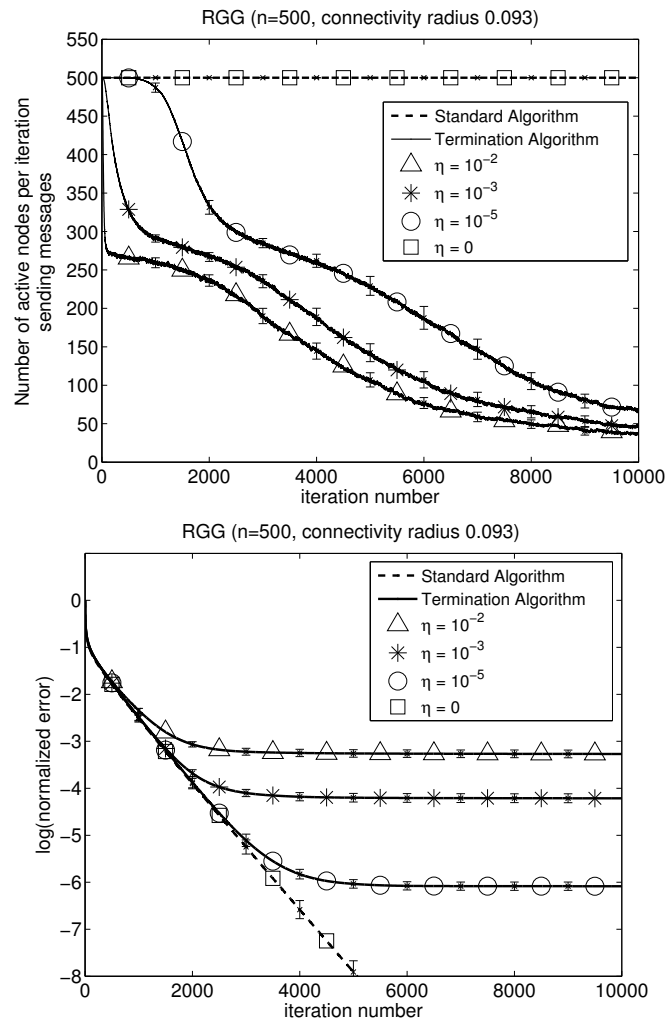 RGG (n=500, connectivity radius 0.093)
550
500
450
400
350
300
250
200
150
100
50
0
Number of active nodes per iteration
sending messages
Standard Algorithm
Termination Algorithm
η = 10⁻²
η = 10⁻³
η = 10⁻⁵
η = 0
0 2000 4000 6000 8000 10000
iteration number
RGG (n=500, connectivity radius 0.093)
0
−1
−2
−3
−4
−5
−6
−7
−8
log(normalized error)
Standard Algorithm
Termination Algorithm
η = 10⁻²
η = 10⁻³
η = 10⁻⁵
η = 0
0 2000 4000 6000 8000 10000
iteration number